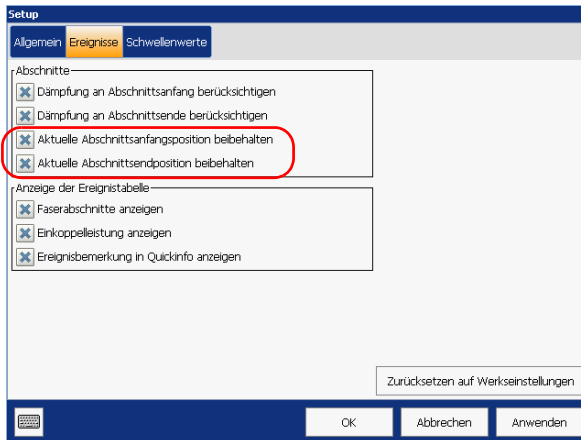 Setup
Allgemein Ereignisse Schwellenwerte
Abschnitte
Dämpfung an Abschnittsanfang berücksichtigen
Dämpfung an Abschnittsende berücksichtigen
Aktuelle Abschnittsanfangsposition beibehalten
Aktuelle Abschnittsendposition beibehalten
Anzeige der Ereignistabelle
Faserabschnitte anzeigen
Einkoppelleistung anzeigen
Ereignisbemerkung in Quickinfo anzeigen
Zurücksetzen auf Werkseinstellungen
OK Abbrechen Anwenden